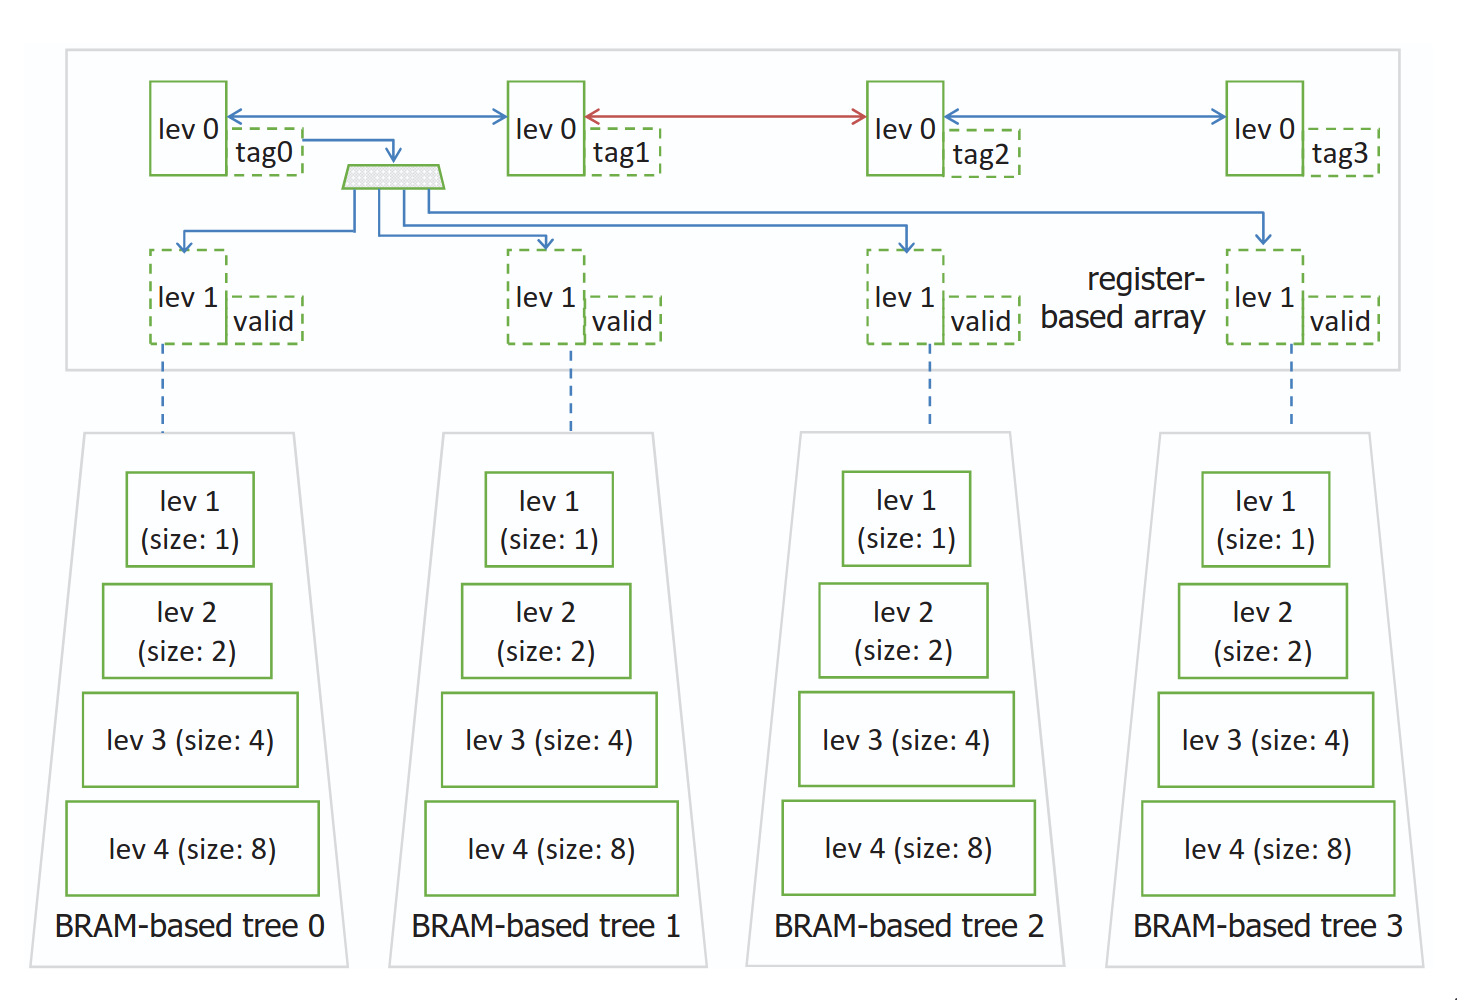 lev 0
tag0
lev 0
tag1
lev 0
tag2
lev 0
tag3
lev 1
valid
lev 1
valid
lev 1
valid
register-
based array
lev 1
valid
lev 1
(size: 1)
lev 2
(size: 2)
lev 3 (size: 4)
lev 4 (size: 8)
BRAM-based tree 0
lev 1
(size: 1)
lev 2
(size: 2)
lev 3 (size: 4)
lev 4 (size: 8)
BRAM-based tree 1
lev 1
(size: 1)
lev 2
(size: 2)
lev 3 (size: 4)
lev 4 (size: 8)
BRAM-based tree 2
lev 1
(size: 1)
lev 2
(size: 2)
lev 3 (size: 4)
lev 4 (size: 8)
BRAM-based tree 3